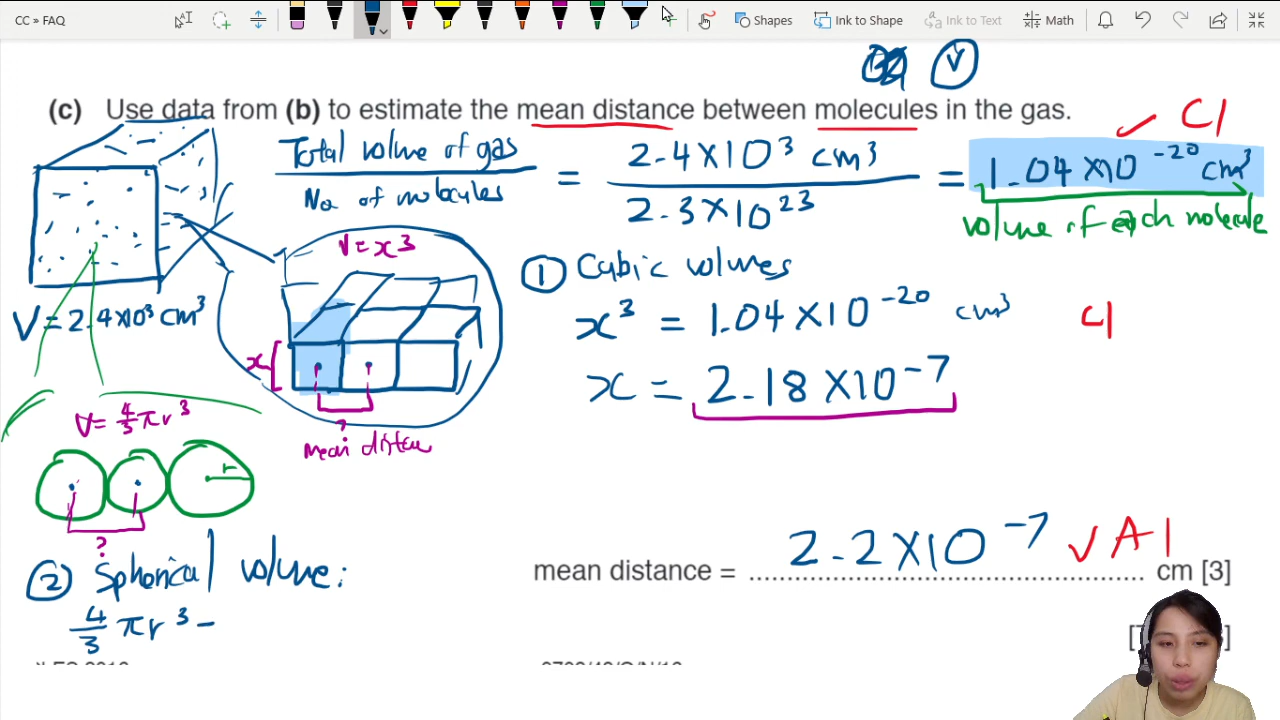 CC » FAQ
Shapes
Ink to Shape
Ink to Text
Math
V
(c) Use data from (b) to estimate the mean distance between molecules in the gas.
C1
Total volume of gas
No. of molecules
=
2.4×10³ cm³
2.3×10²³
=
1.04×10⁻²⁰ cm³
volume of each molecule
V = 2.4×10³ cm³
V = x³
x
?
mean
① Cubic volumes
x³ = 1.04×10⁻²⁰ cm³
C1
x = 2.18×10⁻⁷
V = 4/3 πr³
r
?
② Spherical volume:
4/3 πr³ –
2.2×10⁻⁷ ✓ A1
mean distance = ........ cm [3]